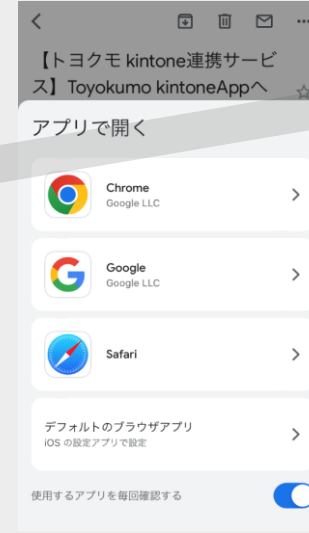 【トヨクモ kintone連携サービ
ス】Toyokumo kintoneAppへ
アプリで開く
Chrome
Google LLC
Google
Google LLC
Safari
デフォルトのブラウザアプリ
iOS の設定アプリで設定
使用するアプリを毎回確認する